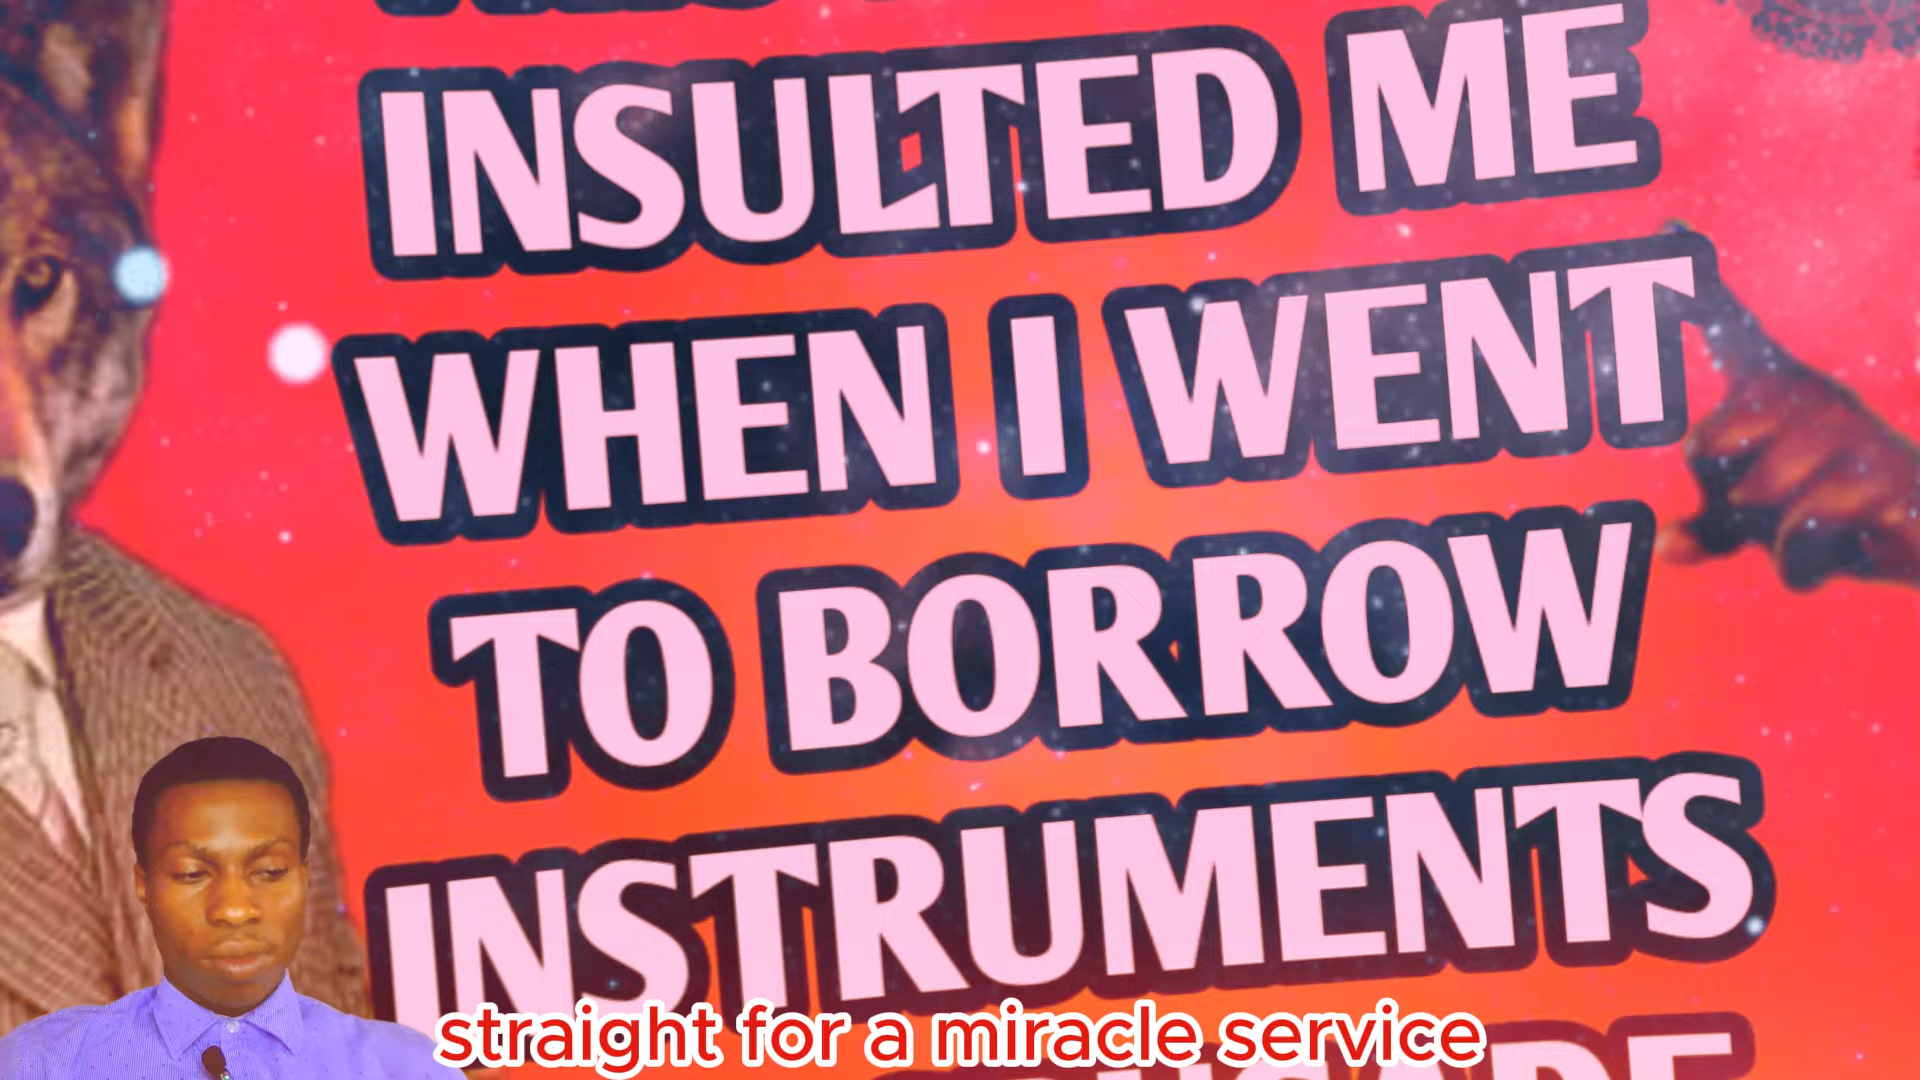 INSULTED ME
WHEN I WENT
TO BORROW
INSTRUMENTS
straight for a miracle service